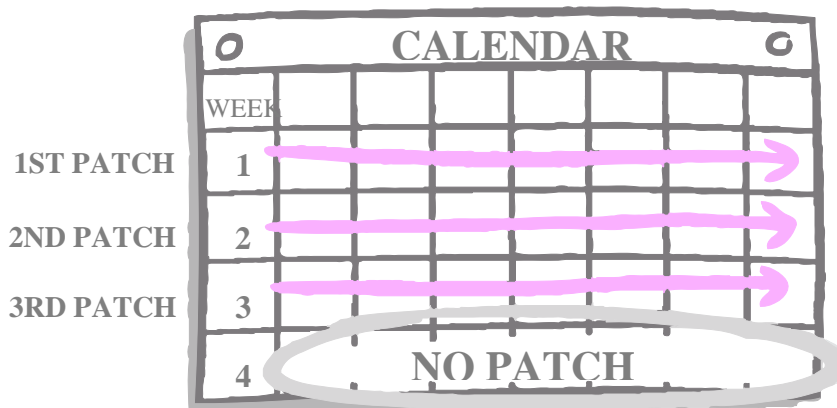 CALENDAR
WEEK
1ST PATCH 1
2ND PATCH 2
3RD PATCH 3
4 NO PATCH